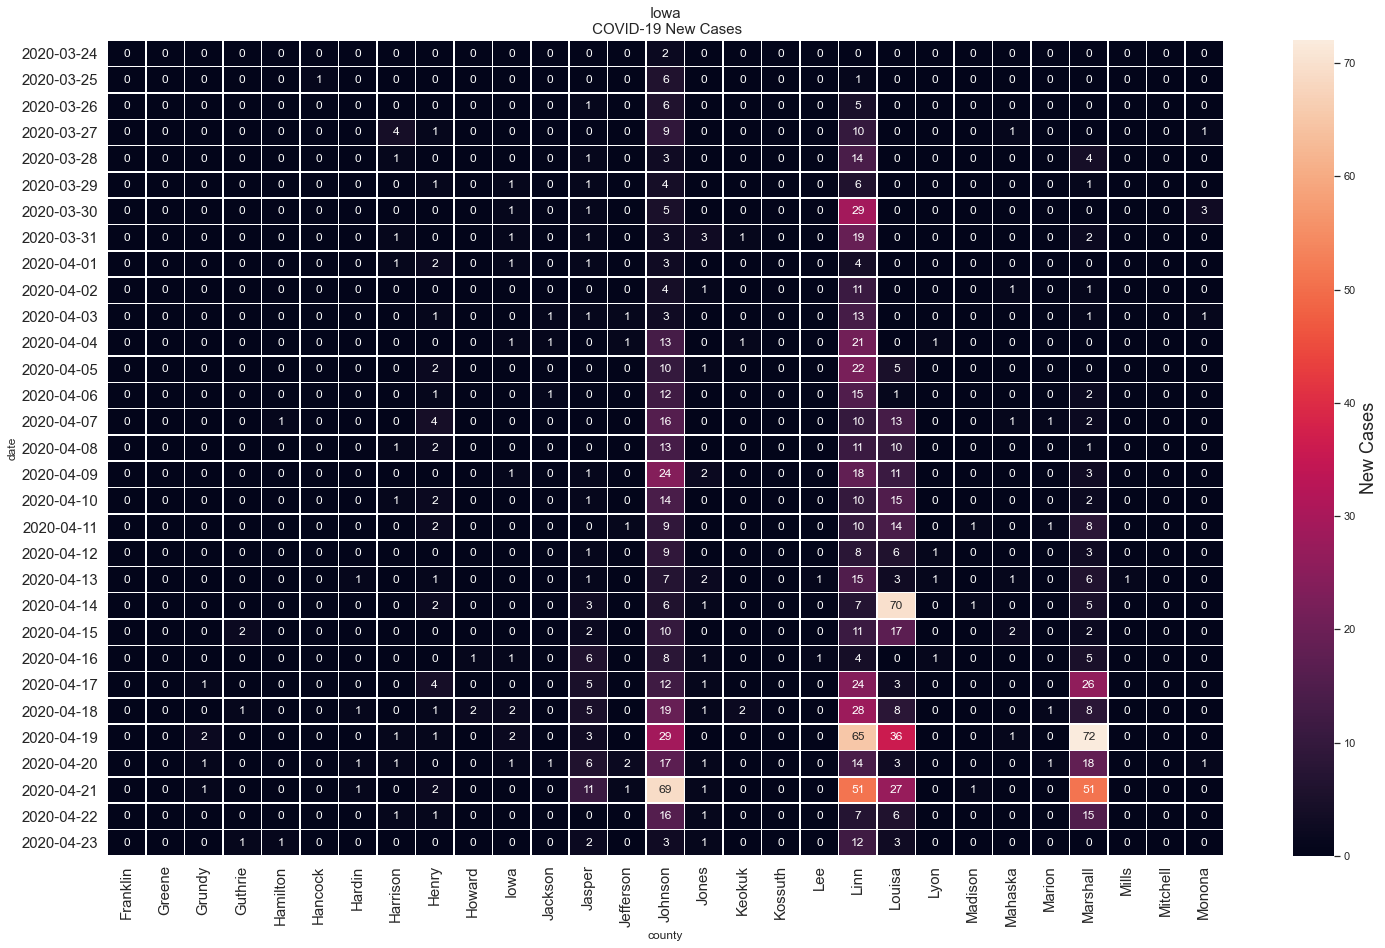 Iowa
COVID-19 New Cases
2020-03-24 0 0 0 0 0 0 0 0 0 0 0 0 0 0 2 0 0 0 0 0 0 0 0 0 0 0 0 0 0
2020-03-25 0 0 0 0 0 1 0 0 0 0 0 0 0 0 6 0 0 0 0 1 0 0 0 0 0 0 0 0 0
2020-03-26 0 0 0 0 0 0 0 0 0 0 0 0 1 0 6 0 0 0 0 5 0 0 0 0 0 0 0 0 0
2020-03-27 0 0 0 0 0 0 0 4 1 0 0 0 0 0 9 0 0 0 0 10 0 0 0 1 0 0 0 0 1
2020-03-28 0 0 0 0 0 0 0 1 0 0 0 0 1 0 3 0 0 0 0 14 0 0 0 0 0 4 0 0 0
2020-03-29 0 0 0 0 0 0 0 0 1 0 1 0 1 0 4 0 0 0 0 6 0 0 0 0 0 1 0 0 0
2020-03-30 0 0 0 0 0 0 0 0 0 0 1 0 1 0 5 0 0 0 0 29 0 0 0 0 0 0 0 0 3
2020-03-31 0 0 0 0 0 0 0 1 0 0 1 0 1 0 3 3 1 0 0 19 0 0 0 0 0 2 0 0 0
2020-04-01 0 0 0 0 0 0 0 1 2 0 1 0 1 0 3 0 0 0 0 4 0 0 0 0 0 0 0 0 0
2020-04-02 0 0 0 0 0 0 0 0 0 0 0 0 0 0 4 1 0 0 0 11 0 0 0 1 0 1 0 0 0
2020-04-03 0 0 0 0 0 0 0 0 1 0 0 1 1 1 3 0 0 0 0 13 0 0 0 0 0 1 0 0 1
2020-04-04 0 0 0 0 0 0 0 0 0 0 1 1 0 1 13 0 1 0 0 21 0 1 0 0 0 0 0 0 0
2020-04-05 0 0 0 0 0 0 0 0 2 0 0 0 0 0 10 1 0 0 0 22 5 0 0 0 0 0 0 0 0
2020-04-06 0 0 0 0 0 0 0 0 1 0 0 1 0 0 12 0 0 0 0 15 1 0 0 0 0 2 0 0 0
2020-04-07 0 0 0 0 1 0 0 0 4 0 0 0 0 0 16 0 0 0 0 10 13 0 0 1 1 2 0 0 0
2020-04-08 0 0 0 0 0 0 0 1 2 0 0 0 0 0 13 0 0 0 0 11 10 0 0 0 0 1 0 0 0
2020-04-09 0 0 0 0 0 0 0 0 0 0 1 0 1 0 24 2 0 0 0 18 11 0 0 0 0 3 0 0 0
2020-04-10 0 0 0 0 0 0 0 1 2 0 0 0 1 0 14 0 0 0 0 10 15 0 0 0 0 2 0 0 0
2020-04-11 0 0 0 0 0 0 0 0 2 0 0 0 0 1 9 0 0 0 0 10 14 0 1 0 1 8 0 0 0
2020-04-12 0 0 0 0 0 0 0 0 0 0 0 0 1 0 9 0 0 0 0 8 6 1 0 0 0 3 0 0 0
2020-04-13 0 0 0 0 0 0 1 0 1 0 0 0 1 0 7 2 0 0 1 15 3 1 0 1 0 6 1 0 0
2020-04-14 0 0 0 0 0 0 0 0 2 0 0 0 3 0 6 1 0 0 0 7 70 0 1 0 0 5 0 0 0
2020-04-15 0 0 0 2 0 0 0 0 0 0 0 0 2 0 10 0 0 0 0 11 17 0 0 2 0 2 0 0 0
2020-04-16 0 0 0 0 0 0 0 0 0 1 1 0 6 0 8 1 0 0 1 4 0 1 0 0 0 5 0 0 0
2020-04-17 0 0 1 0 0 0 0 0 4 0 0 0 5 0 12 1 0 0 0 24 3 0 0 0 0 26 0 0 0
2020-04-18 0 0 0 1 0 0 1 0 1 2 2 0 5 0 19 1 2 0 0 28 8 0 0 0 1 8 0 0 0
2020-04-19 0 0 2 0 0 0 0 1 1 0 2 0 3 0 29 0 0 0 0 65 36 0 0 1 0 72 0 0 0
2020-04-20 0 0 1 0 0 0 1 1 0 0 1 1 6 2 17 1 0 0 0 14 3 0 0 0 1 18 0 0 1
2020-04-21 0 0 1 0 0 0 1 0 2 0 0 0 11 1 69 1 0 0 0 51 27 0 1 0 0 51 0 0 0
2020-04-22 0 0 0 0 0 0 0 1 1 0 0 0 0 0 16 1 0 0 0 7 6 0 0 0 0 15 0 0 0
2020-04-23 0 0 0 1 1 0 0 0 0 0 0 0 2 0 3 1 0 0 0 12 3 0 0 0 0 0 0 0 0
date
Franklin Greene Grundy Guthrie Hamilton Hancock Hardin Harrison Henry Howard Iowa Jackson Jasper Jefferson Johnson Jones Keokuk Kossuth Lee Linn Louisa Lyon Madison Mahaska Marion Marshall Mills Mitchell Monona
county
70
60
50
40
30
20
10
0
New Cases